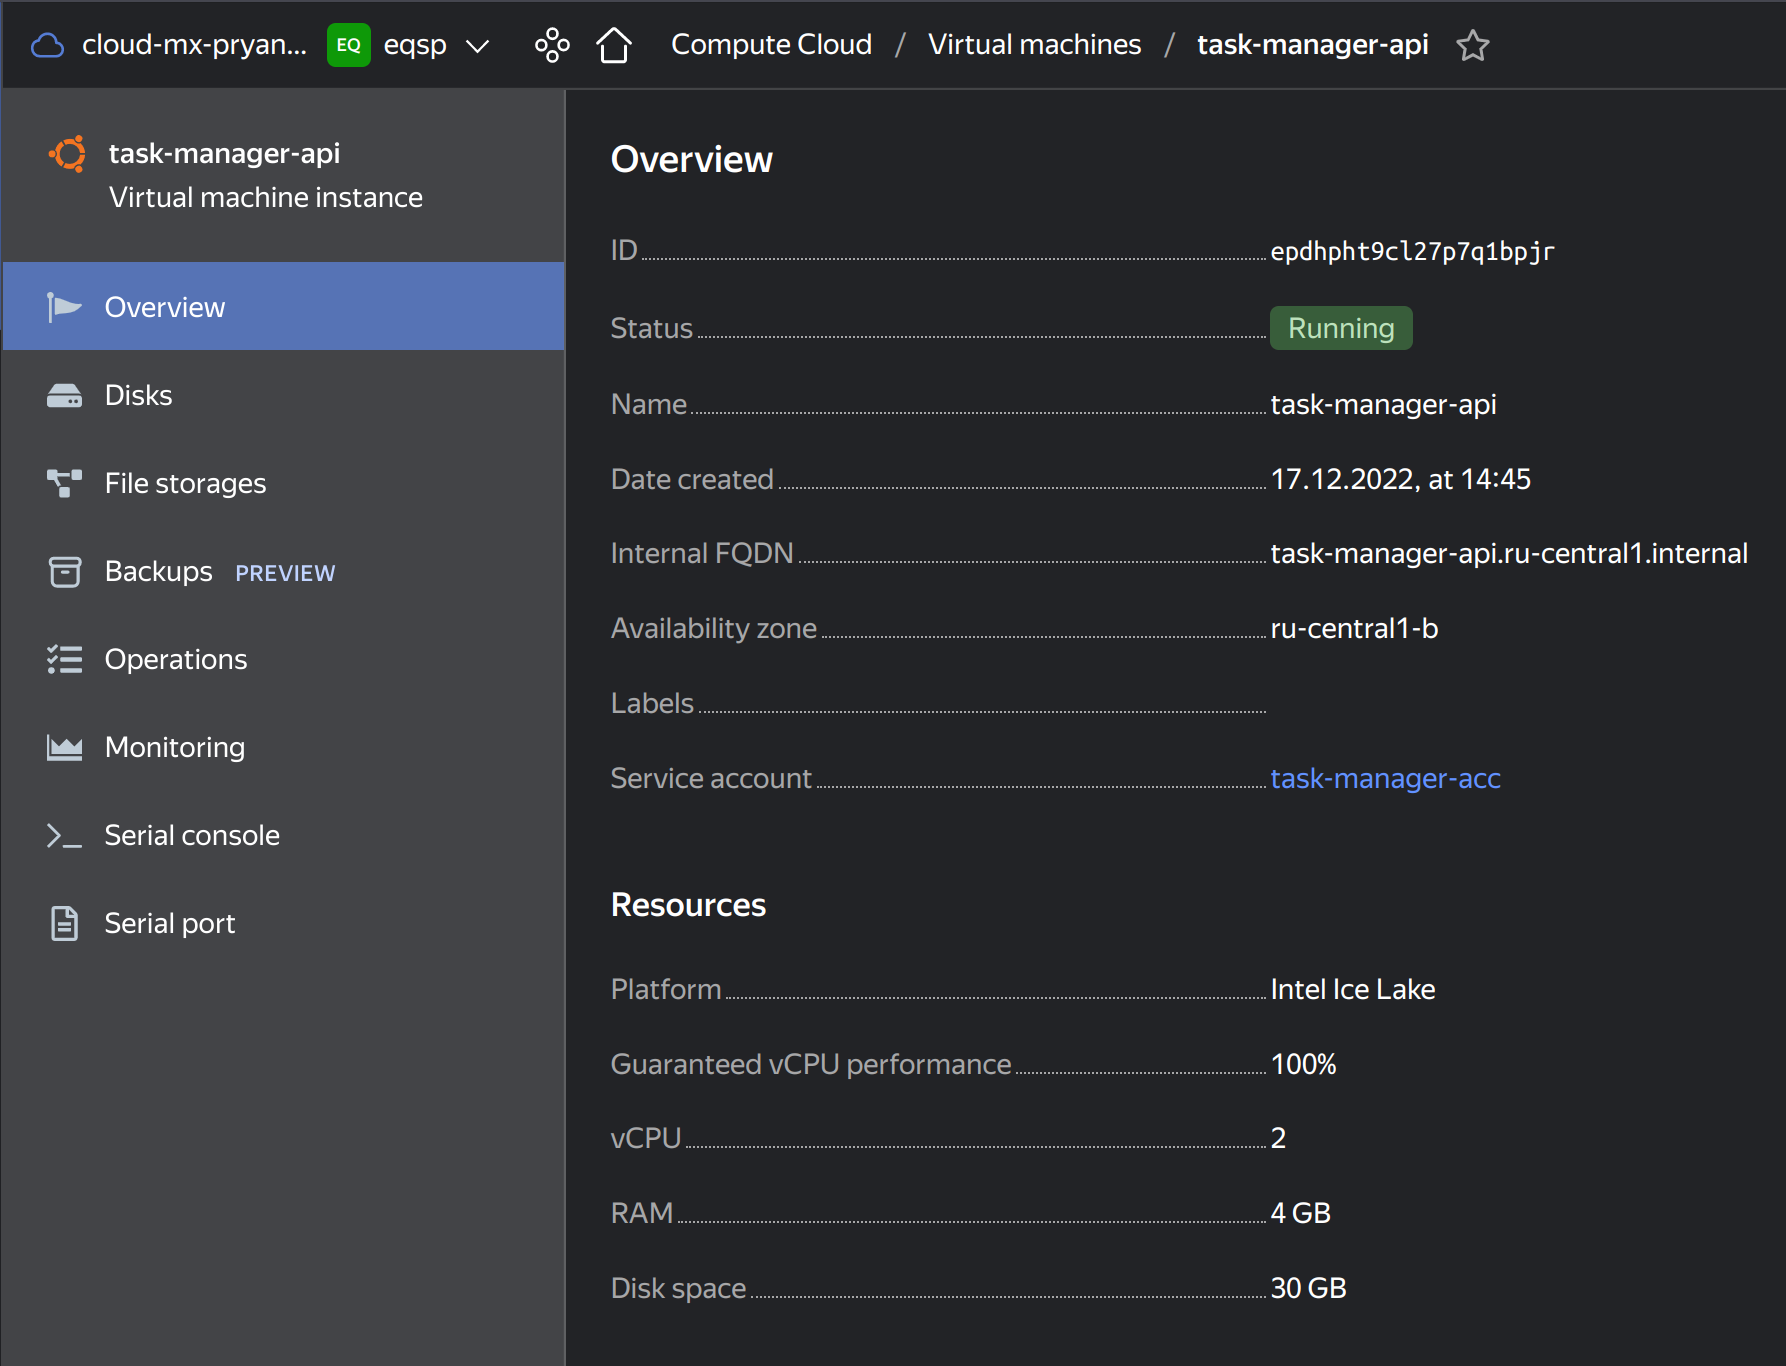 cloud-mx-pryan... EQ eqsp Compute Cloud / Virtual machines / task-manager-api
task-manager-api
Virtual machine instance
Overview
Disks
File storages
Backups PREVIEW
Operations
Monitoring
Serial console
Serial port
Overview
ID epdhpht9cl27p7q1bpjr
Status Running
Name task-manager-api
Date created 17.12.2022, at 14:45
Internal FQDN task-manager-api.ru-central1.internal
Availability zone ru-central1-b
Labels
Service account task-manager-acc
Resources
Platform Intel Ice Lake
Guaranteed vCPU performance 100%
vCPU 2
RAM 4 GB
Disk space 30 GB